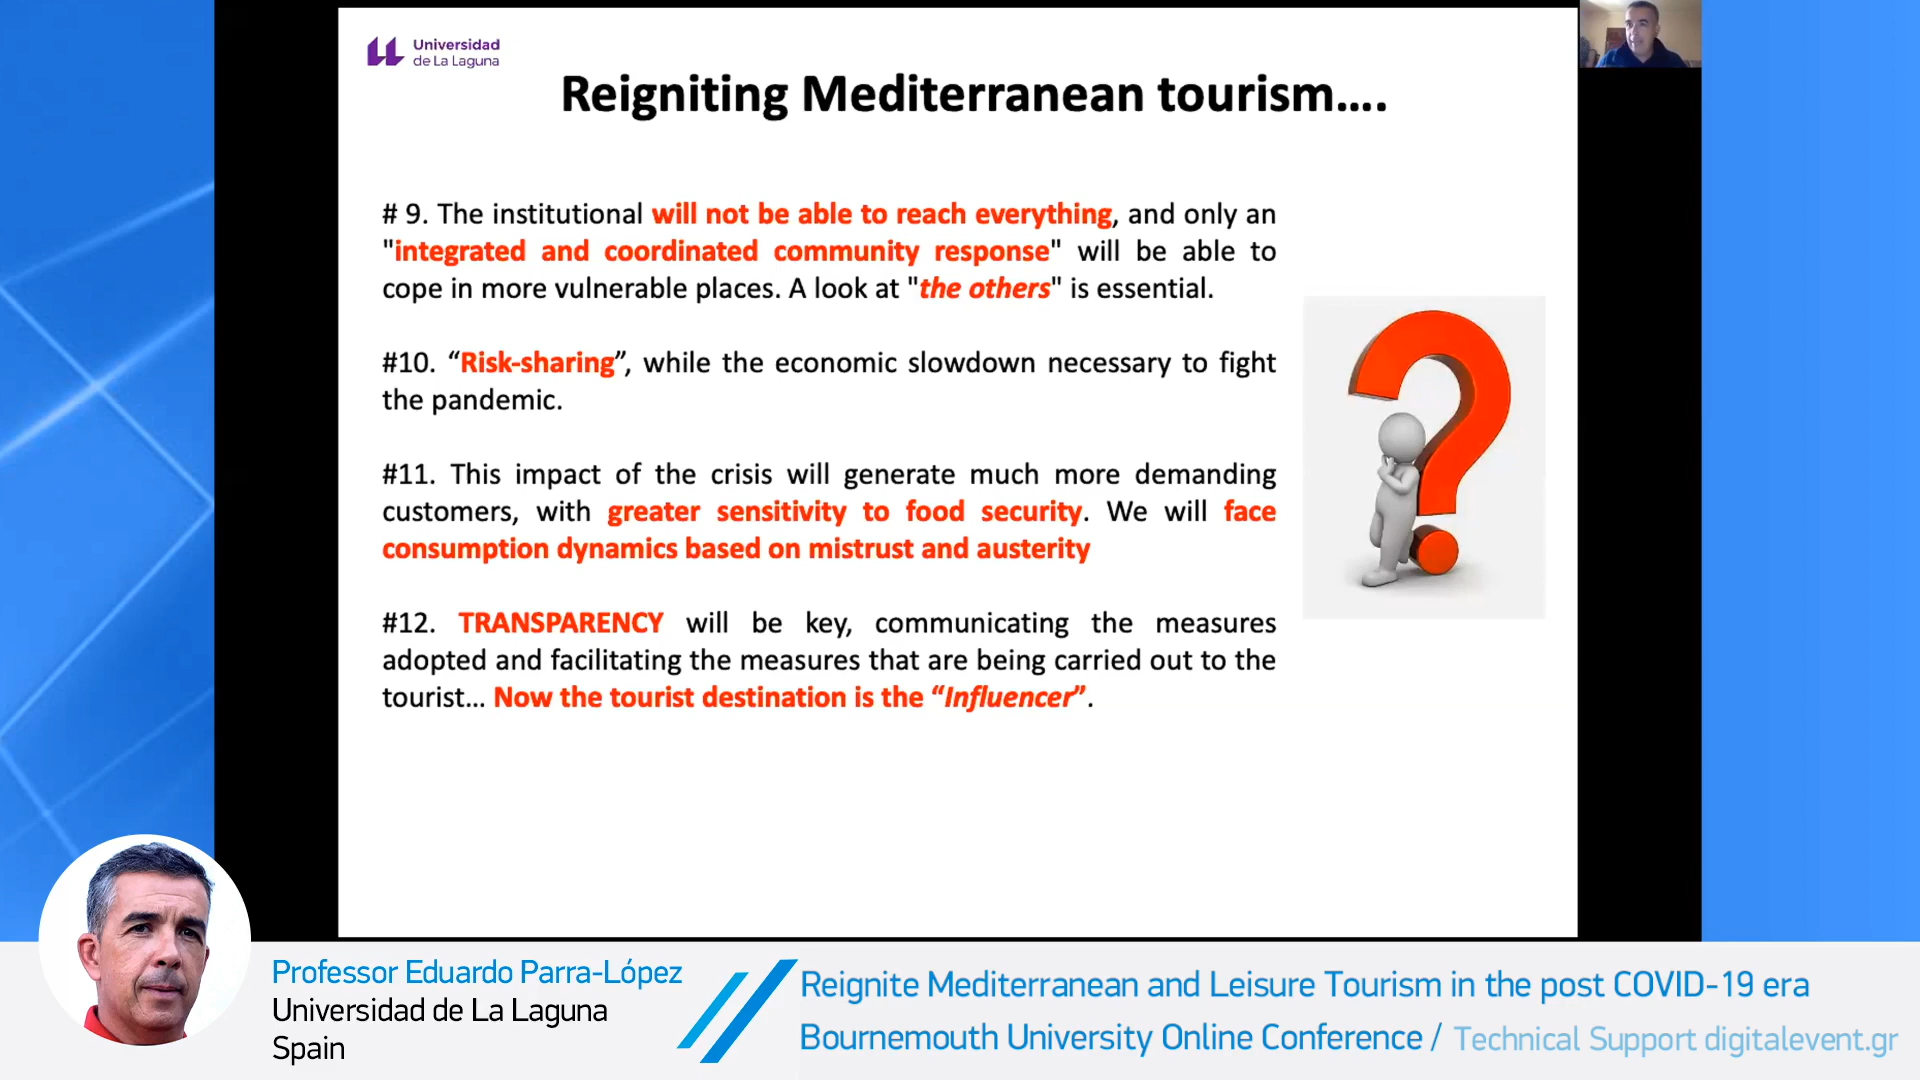 Universidad
de La Laguna
Reigniting Mediterranean tourism....
# 9. The institutional will not be able to reach everything, and only an
"integrated and coordinated community response" will be able to
cope in more vulnerable places. A look at "the others" is essential.
#10. “Risk-sharing”, while the economic slowdown necessary to fight
the pandemic.
#11. This impact of the crisis will generate much more demanding
customers, with greater sensitivity to food security. We will face
consumption dynamics based on mistrust and austerity
#12. TRANSPARENCY will be key, communicating the measures
adopted and facilitating the measures that are being carried out to the
tourist... Now the tourist destination is the “Influencer”.
Professor Eduardo Parra-López
Universidad de La Laguna
Spain
Reignite Mediterranean and Leisure Tourism in the post COVID-19 era
Bournemouth University Online Conference / Technical Support digitalevent.gr